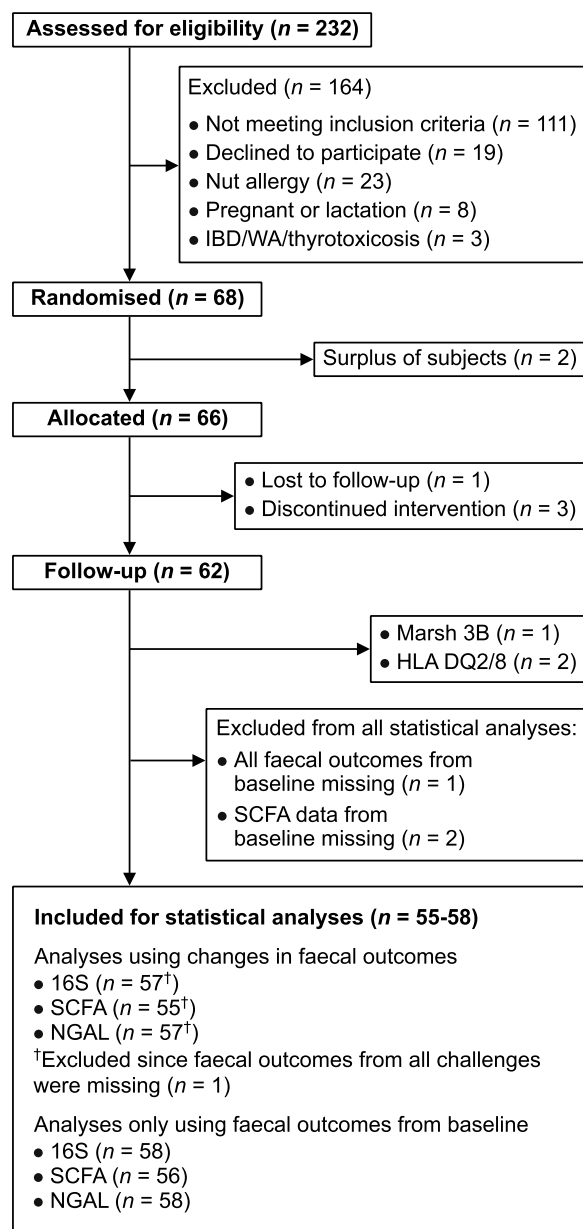 Assessed for eligibility (n = 232)
Excluded (n = 164)
● Not meeting inclusion criteria (n = 111)
● Declined to participate (n = 19)
● Nut allergy (n = 23)
● Pregnant or lactation (n = 8)
● IBD/WA/thyrotoxicosis (n = 3)
Randomised (n = 68)
Surplus of subjects (n = 2)
Allocated (n = 66)
● Lost to follow-up (n = 1)
● Discontinued intervention (n = 3)
Follow-up (n = 62)
● Marsh 3B (n = 1)
● HLA DQ2/8 (n = 2)
Excluded from all statistical analyses:
● All faecal outcomes from
baseline missing (n = 1)
● SCFA data from
baseline missing (n = 2)
Included for statistical analyses (n = 55-58)
Analyses using changes in faecal outcomes
● 16S (n = 57†)
● SCFA (n = 55†)
● NGAL (n = 57†)
†Excluded since faecal outcomes from all challenges
were missing (n = 1)
Analyses only using faecal outcomes from baseline
● 16S (n = 58)
● SCFA (n = 56)
● NGAL (n = 58)